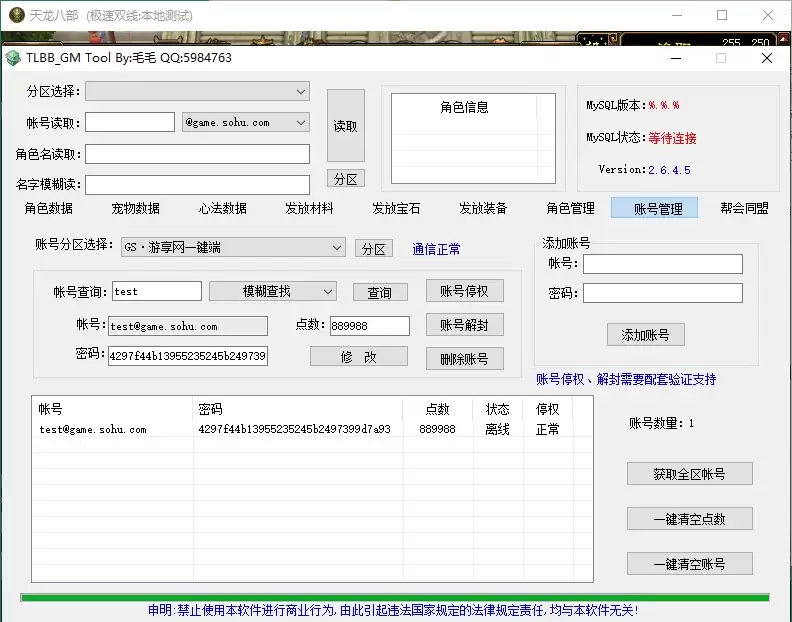 天龙八部 (极速双线:本地测试)
255 250
TLBB_GM Tool By:毛毛 QQ:5984763
分区选择:
帐号读取: @game.sohu.com
角色名读取:
名字模糊读:
读取
分区
角色信息
MySQL版本:%.%.%
MySQL状态:等待连接
Version:2.6.4.5
角色数据 宠物数据 心法数据 发放材料 发放宝石 发放装备 角色管理 账号管理 帮会同盟
账号分区选择: GS·游享网一键端 分区 通信正常
帐号查询: test 模糊查找 查询 账号停权
帐号: test@game.sohu.com 点数: 889988 账号解封
密码: 4297f44b13955235245b249739 修 改 删除账号
添加账号
帐号:
密码:
添加账号
账号停权、解封需要配套验证支持
帐号 密码 点数 状态 停权
test@game.sohu.com 4297f44b13955235245b2497399d7a93 889988 离线 正常
账号数量: 1
获取全区帐号
一键清空点数
一键清空账号
申明:禁止使用本软件进行商业行为,由此引起违法国家规定的法律规定责任,均与本软件无关!